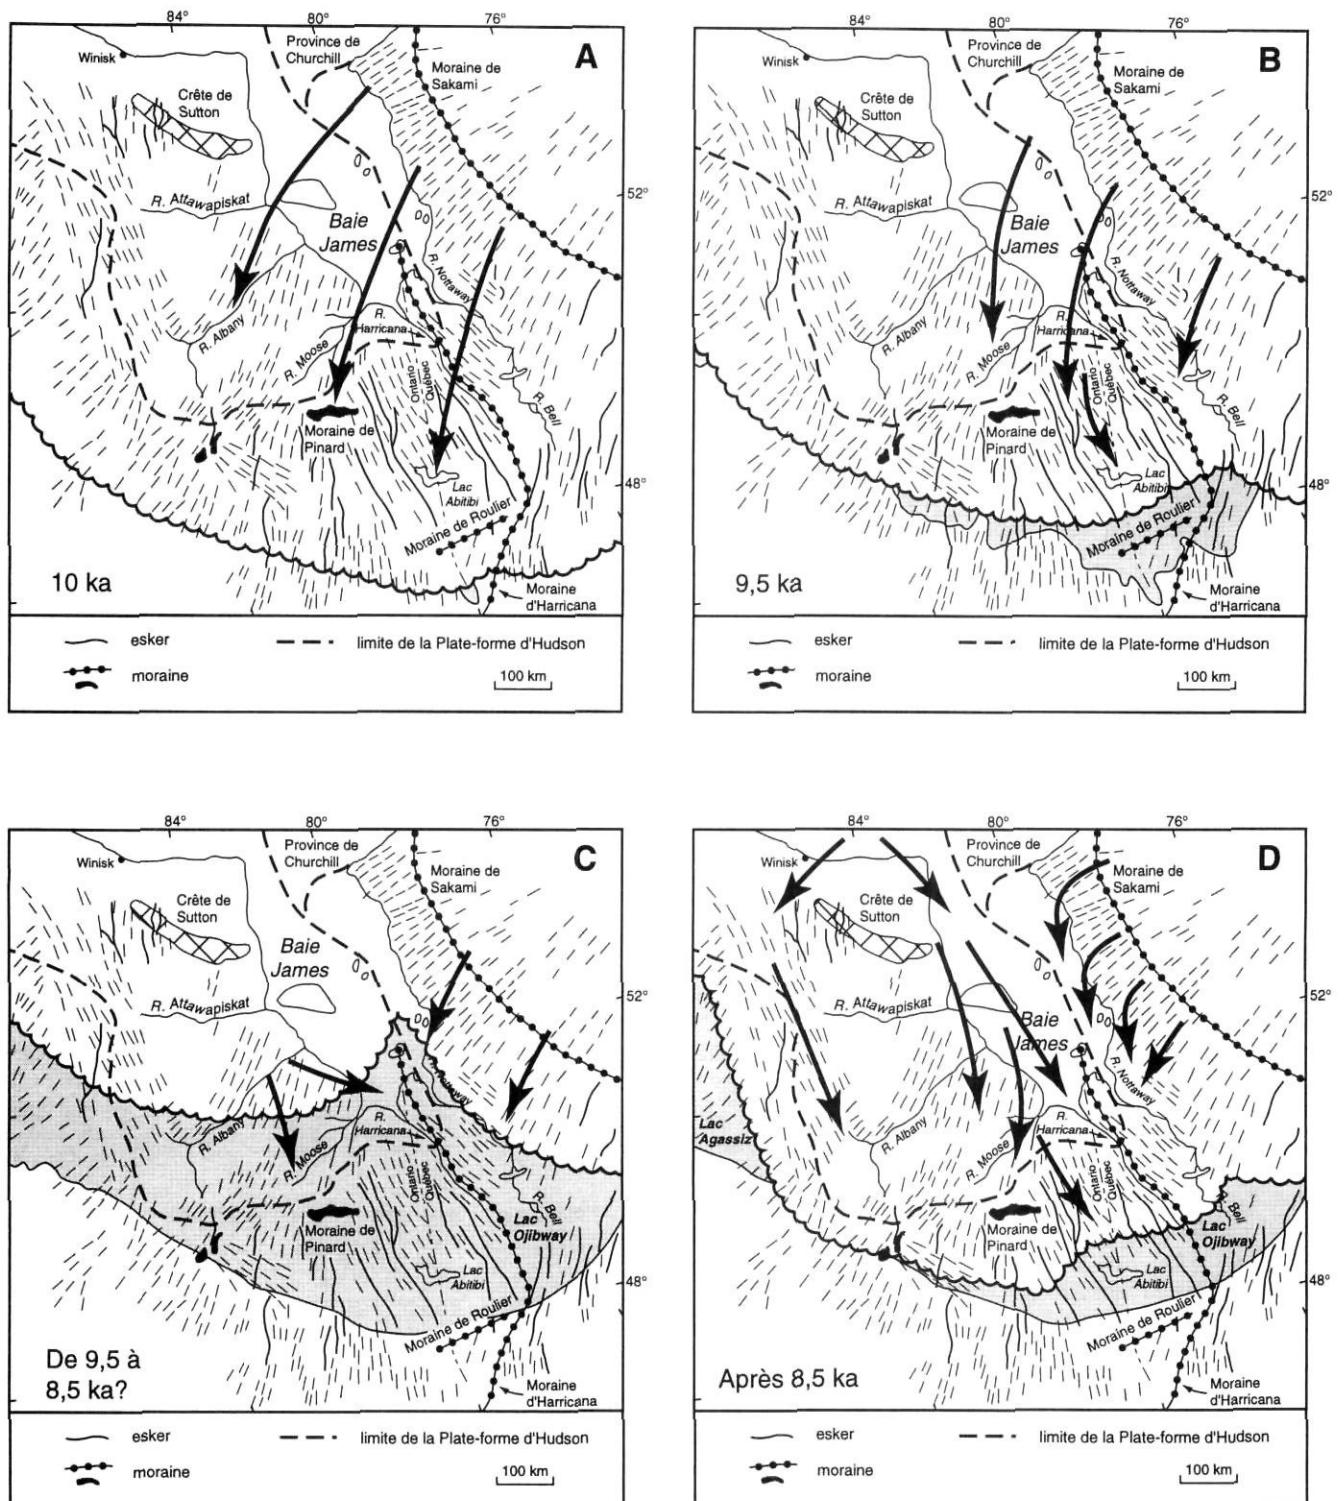 84°
80°
76°
A
Winisk
Province de
Churchill
Moraine de
Sakami
Crête de
Sutton
R. Attawapiskat
52°
Baie
James
R. Nottaway
R. Albany
R.
Harricana
R. Moose
Ontario
Québec
R. Bell
Moraine de
Pinard
Lac
Abitibi
48°
Moraine de Roulier
10 ka
Moraine
d'Harricana
esker
limite de la Plate-forme d'Hudson
moraine
100 km
84°
80°
76°
B
Winisk
Province de
Churchill
Moraine de
Sakami
Crête de
Sutton
R. Attawapiskat
52°
Baie
James
R. Nottaway
R. Albany
R.
Harricana
R. Moose
Ontario
Québec
R. Bell
Moraine de
Pinard
Lac
Abitibi
48°
Moraine de Roulier
9,5 ka
Moraine
d'Harricana
esker
limite de la Plate-forme d'Hudson
moraine
100 km
84°
80°
76°
C
Winisk
Province de
Churchill
Moraine de
Sakami
Crête de
Sutton
Baie
James
R. Attawapiskat
52°
R. Nottaway
R. Albany
R.
Harricana
R. Moose
Ontario
Québec
R. Bell
Lac
Ojibway
Moraine de
Pinard
Lac
Abitibi
48°
Moraine de Roulier
De 9,5 à
8,5 ka?
Moraine
d'Harricana
esker
limite de la Plate-forme d'Hudson
moraine
100 km
84°
80°
76°
D
Winisk
Province de
Churchill
Moraine de
Sakami
Crête de
Sutton
R. Attawapiskat
52°
Baie
James
R. Nottaway
Lac
Agassiz
R. Albany
R.
Harricana
R. Moose
Ontario
Québec
R. Bell
Lac
Ojibway
Moraine de
Pinard
Lac
Abitibi
48°
Moraine de Roulier
Après 8,5 ka
Moraine
d'Harricana
esker
limite de la Plate-forme d'Hudson
moraine
100 km